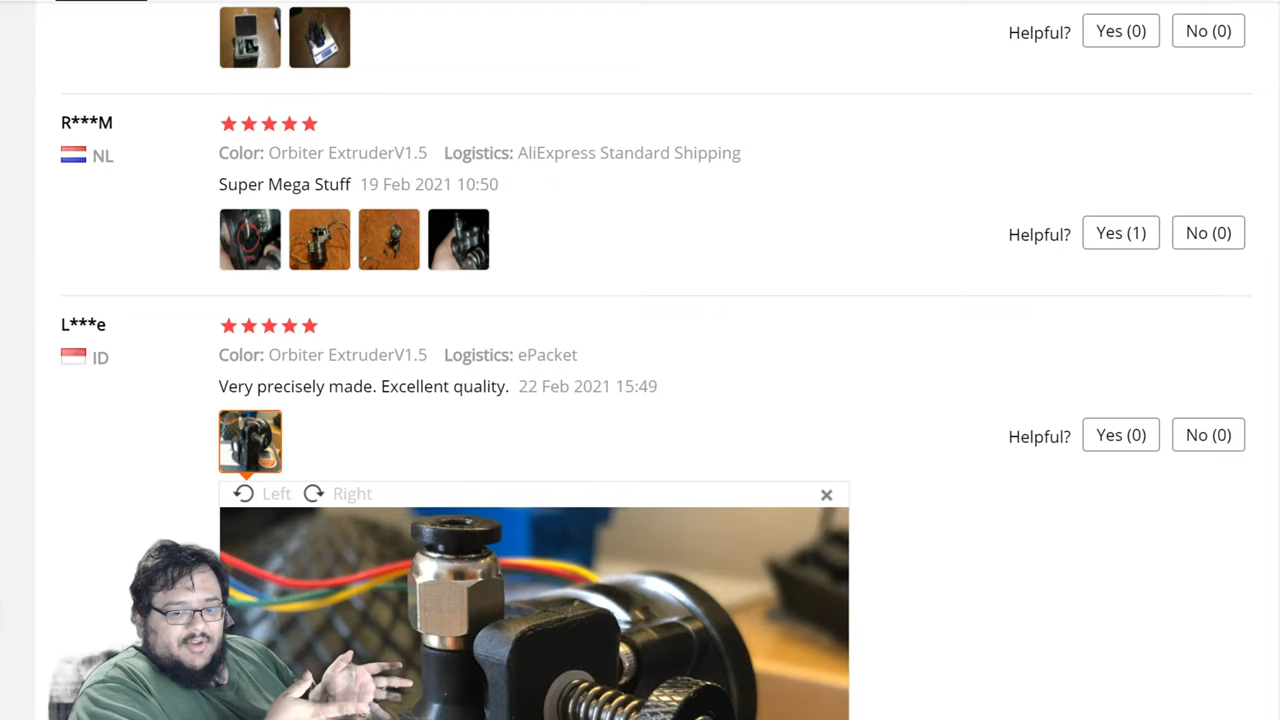 Helpful? Yes (0) No (0)
R***M
NL
Color: Orbiter ExtruderV1.5 Logistics: AliExpress Standard Shipping
Super Mega Stuff 19 Feb 2021 10:50
Helpful? Yes (1) No (0)
L***e
ID
Color: Orbiter ExtruderV1.5 Logistics: ePacket
Very precisely made. Excellent quality. 22 Feb 2021 15:49
Helpful? Yes (0) No (0)
Left Right